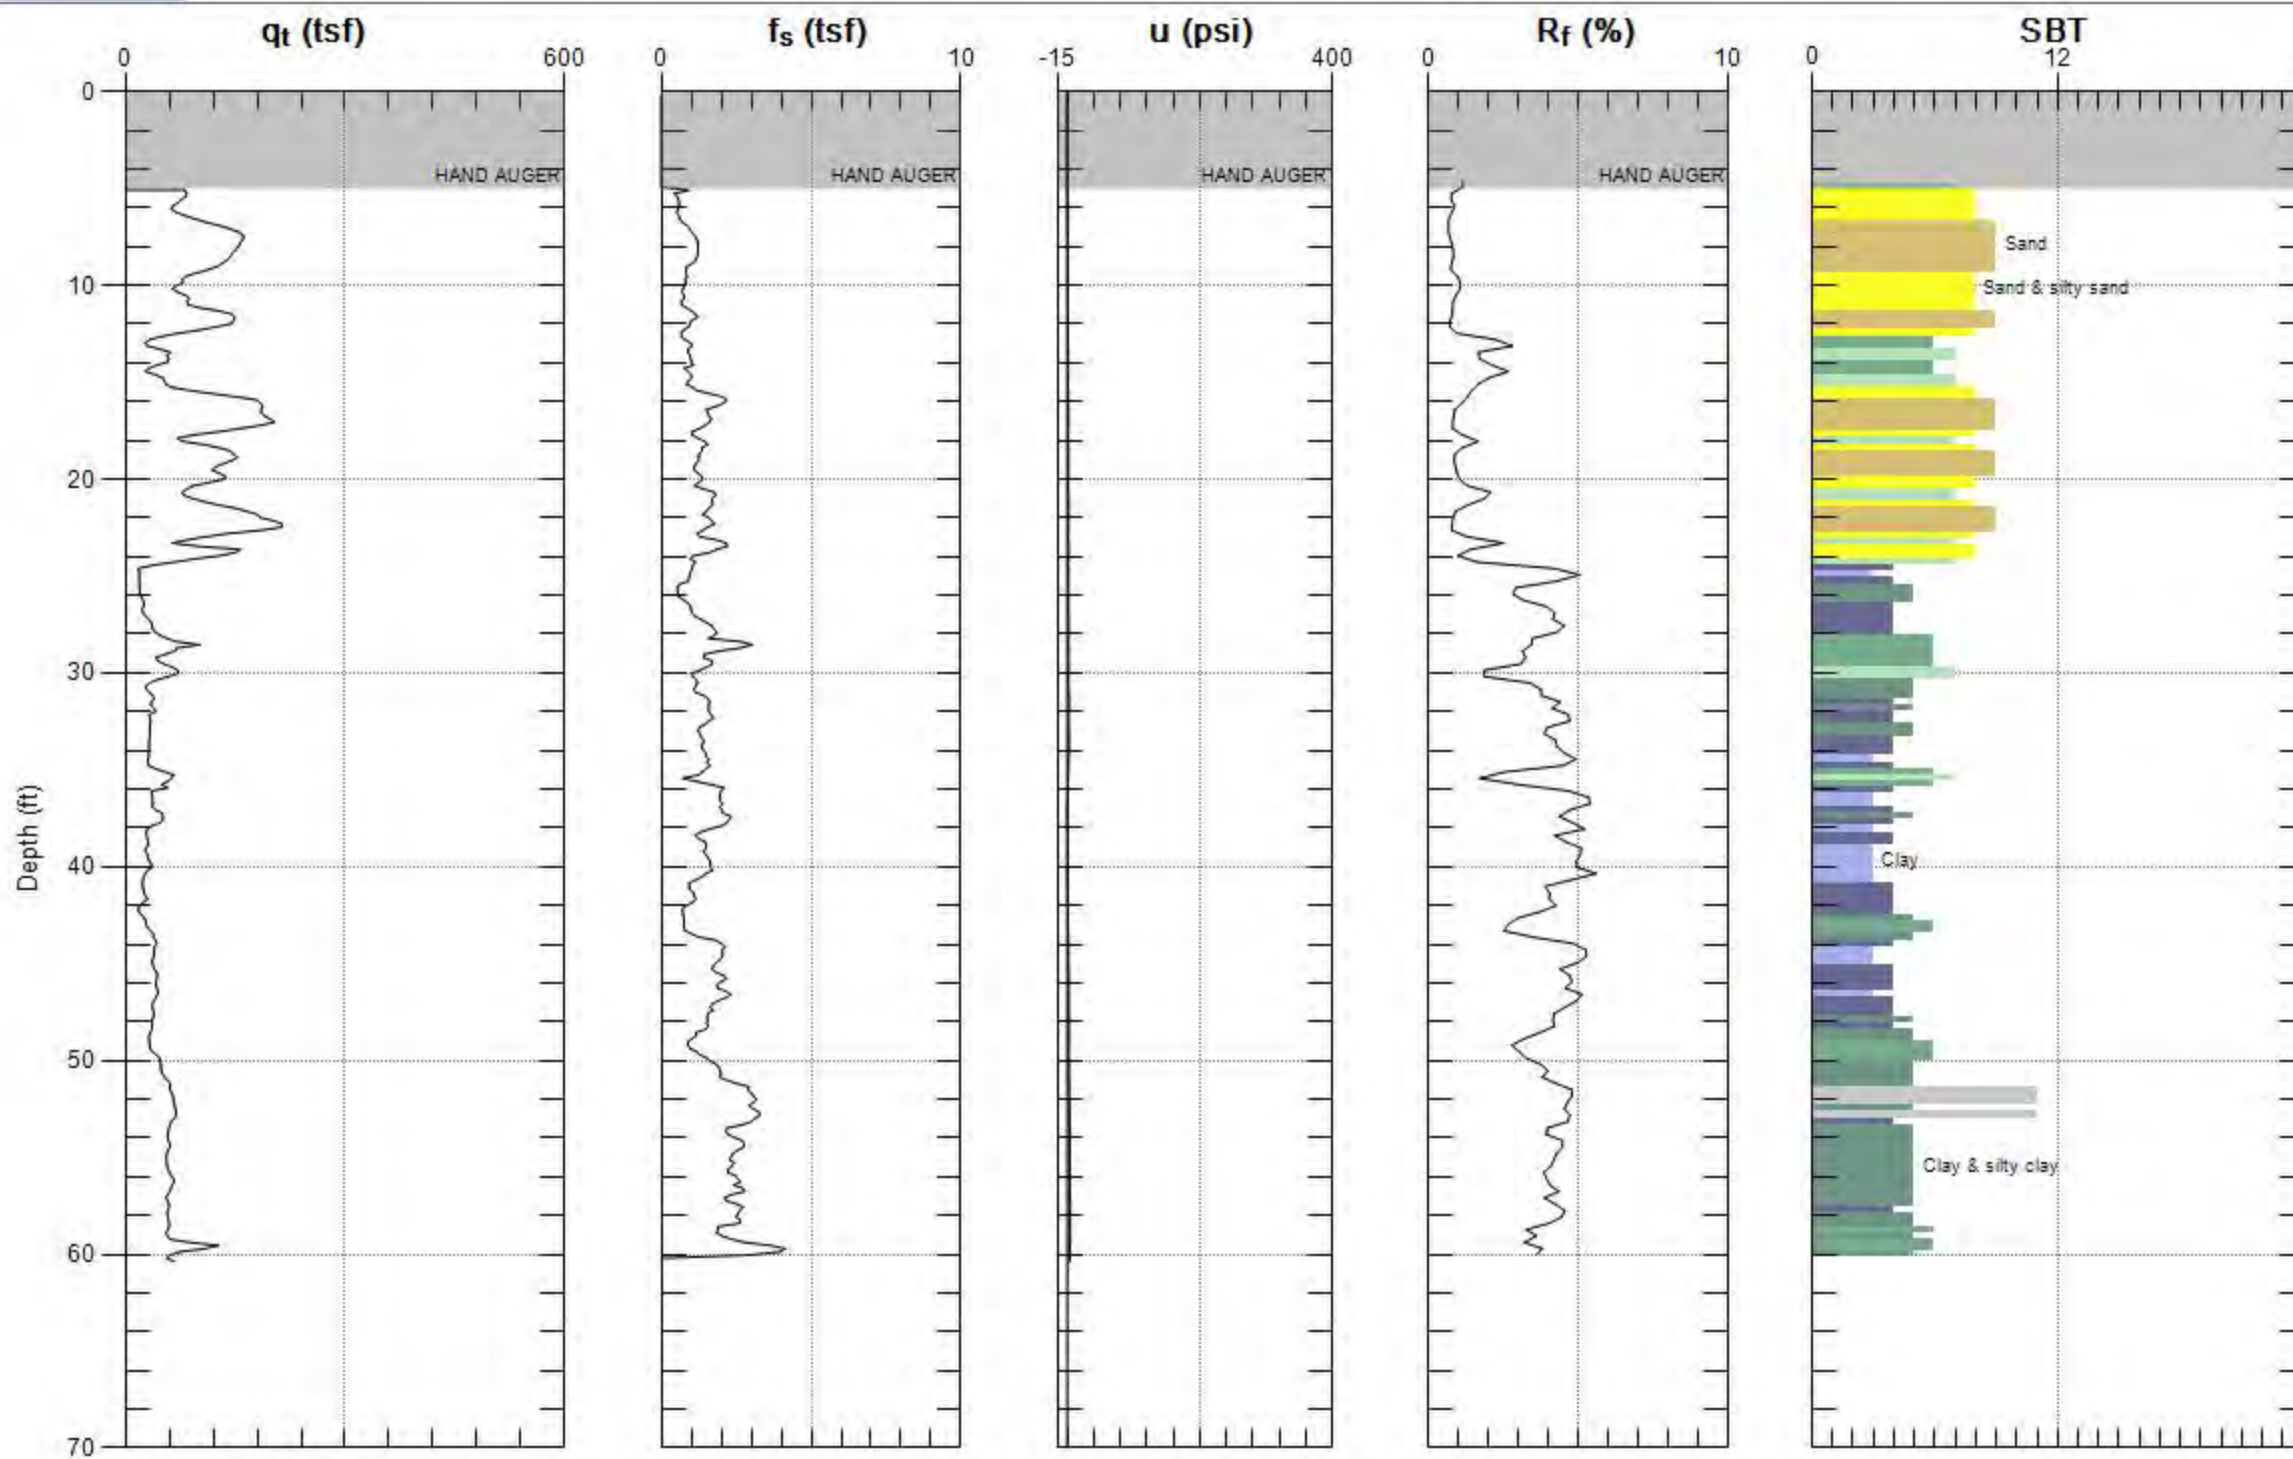 qt (tsf) fs (tsf) u (psi) Rf (%) SBT
0 600 0 10 -15 400 0 10 0 12
0
HAND AUGER HAND AUGER HAND AUGER HAND AUGER
Sand
10
Sand & silty sand
20
30
Depth (ft)
40
Clay
50
Clay & silty clay
60
70